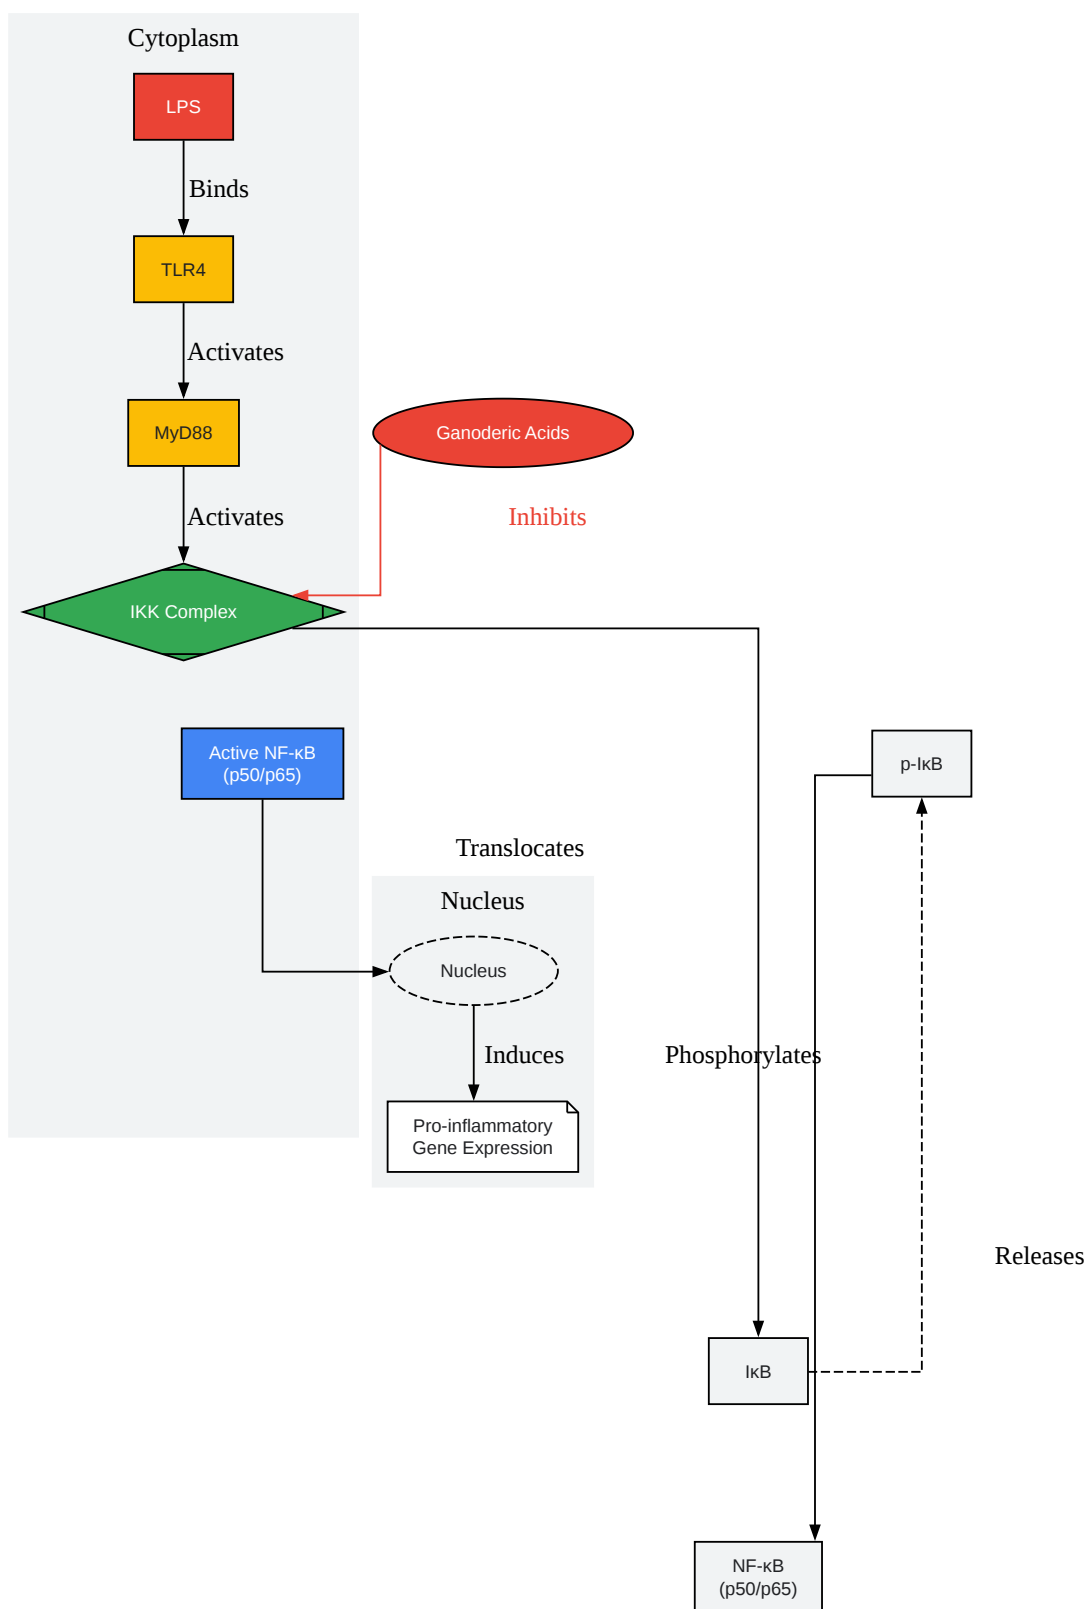 Cytoplasm
LPS
Binds
TLR4
Activates
MyD88
Ganoderic Acids
Activates
Inhibits
IKK Complex
Active NF-κB
(p50/p65)
p-IκB
Translocates
Nucleus
Nucleus
Induces
Phosphorylates
Pro-inflammatory
Gene Expression
Releases
IκB
NF-κB
(p50/p65)